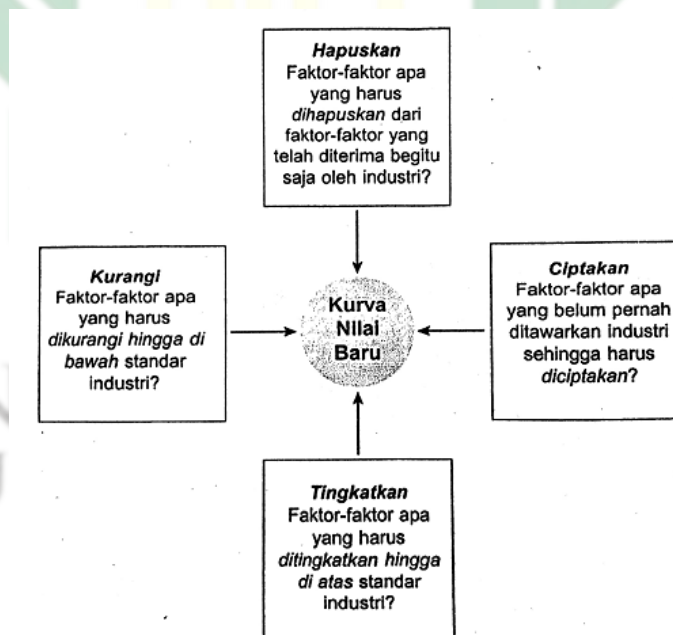 Hapuskan
Faktor-faktor apa
yang harus
dihapuskan dari
faktor-faktor yang
telah diterima begitu
saja oleh industri?
Kurangi
Faktor-faktor apa
yang harus
dikurangi hingga di
bawah standar
industri?
Kurva
Nilai
Baru
Ciptakan
Faktor-faktor apa
yang belum pernah
ditawarkan industri
sehingga harus
diciptakan?
Tingkatkan
Faktor-faktor apa
yang harus
ditingkatkan hingga
di atas standar
industri?